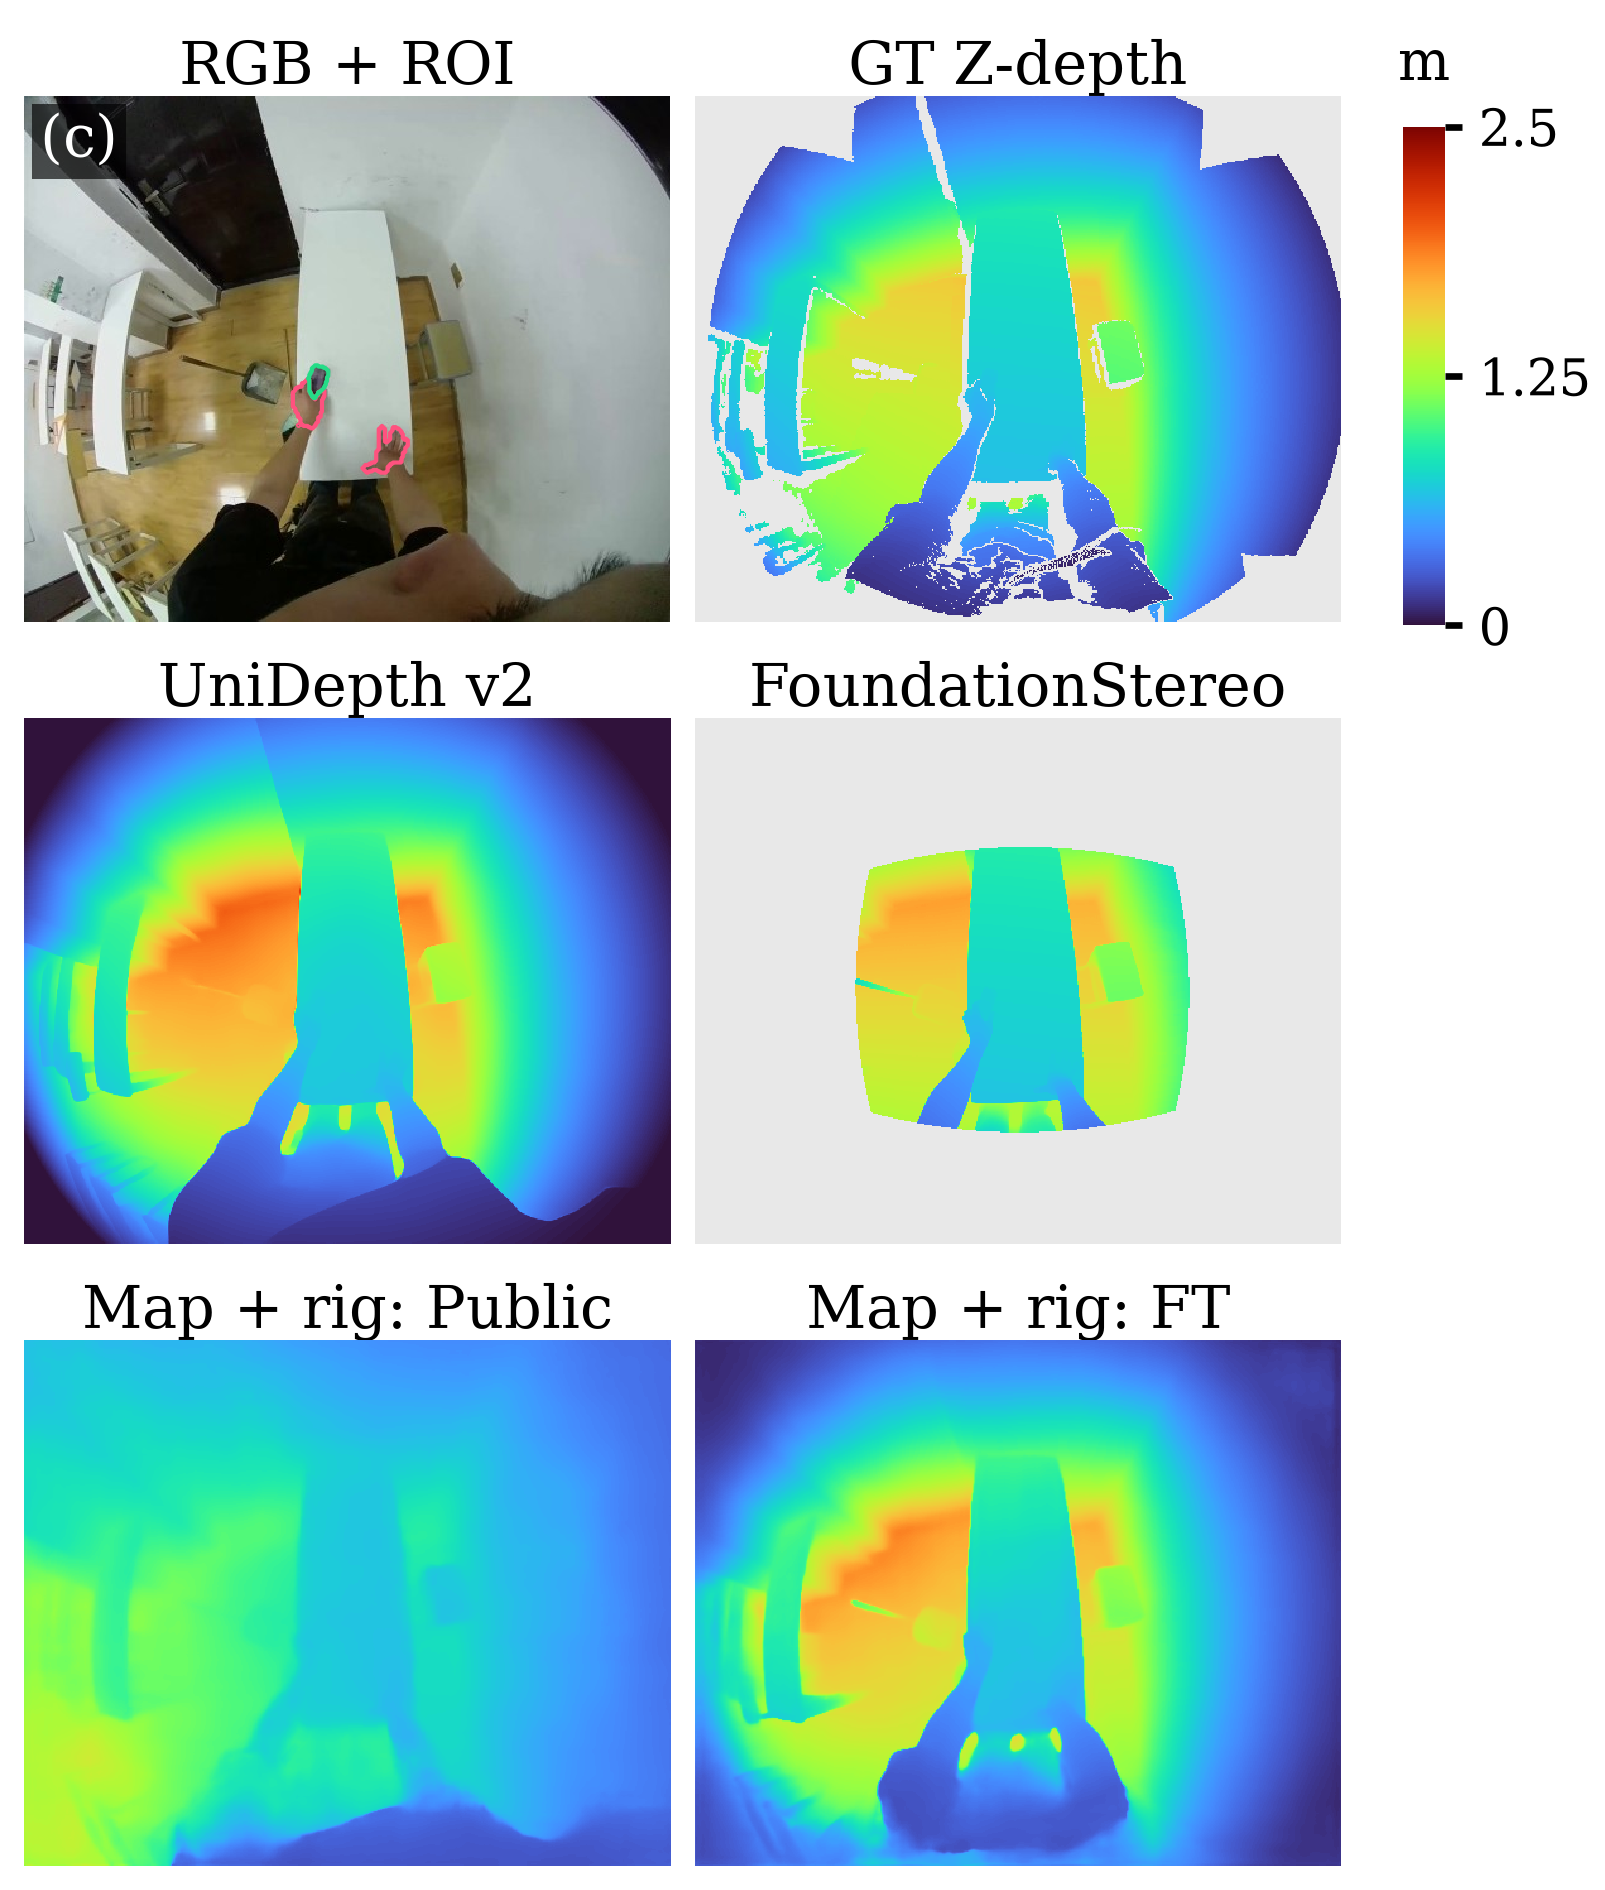 RGB + ROI
GT Z-depth
m
(c)
2.5
1.25
0
UniDepth v2
FoundationStereo
Map + rig: Public
Map + rig: FT